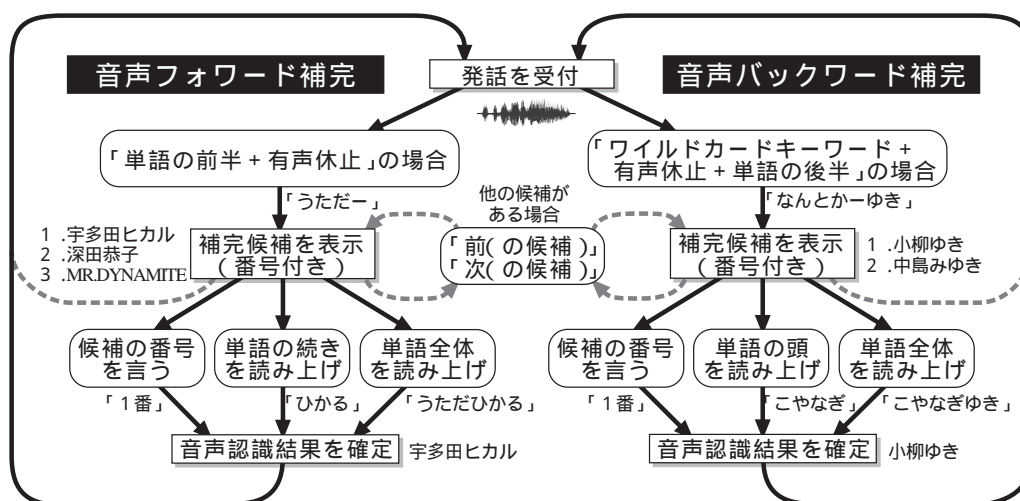 音声フォワード補完
発話を受付
音声バックワード補完
「単語の前半+有声休止」の場合
「ワイルドカードキーワード+
有声休止+単語の後半」の場合
「うただー」
他の候補が
ある場合
「なんとかーゆき」
1.宇多田ヒカル
2.深田恭子
3.MR.DYNAMITE
補完候補を表示
(番号付き)
「前(の候補)」
「次(の候補)」
補完候補を表示
(番号付き)
1.小柳ゆき
2.中島みゆき
候補の番号
を言う
単語の続き
を読み上げ
単語全体
を読み上げ
候補の番号
を言う
単語の頭
を読み上げ
単語全体
を読み上げ
「1番」
「ひかる」
「うただひかる」
「1番」
「こやなぎ」
「こやなぎゆき」
音声認識結果を確定
宇多田ヒカル
音声認識結果を確定
小柳ゆき